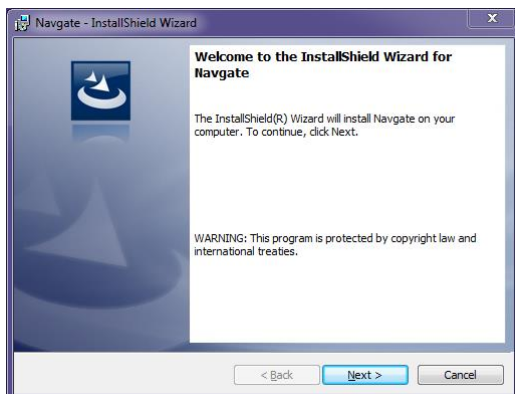 Navgate - InstallShield Wizard
X
Welcome to the InstallShield Wizard for
Navgate
The InstallShield(R) Wizard will install Navgate on your
computer. To continue, click Next.
WARNING: This program is protected by copyright law and
international treaties.
< Back
Next >
Cancel